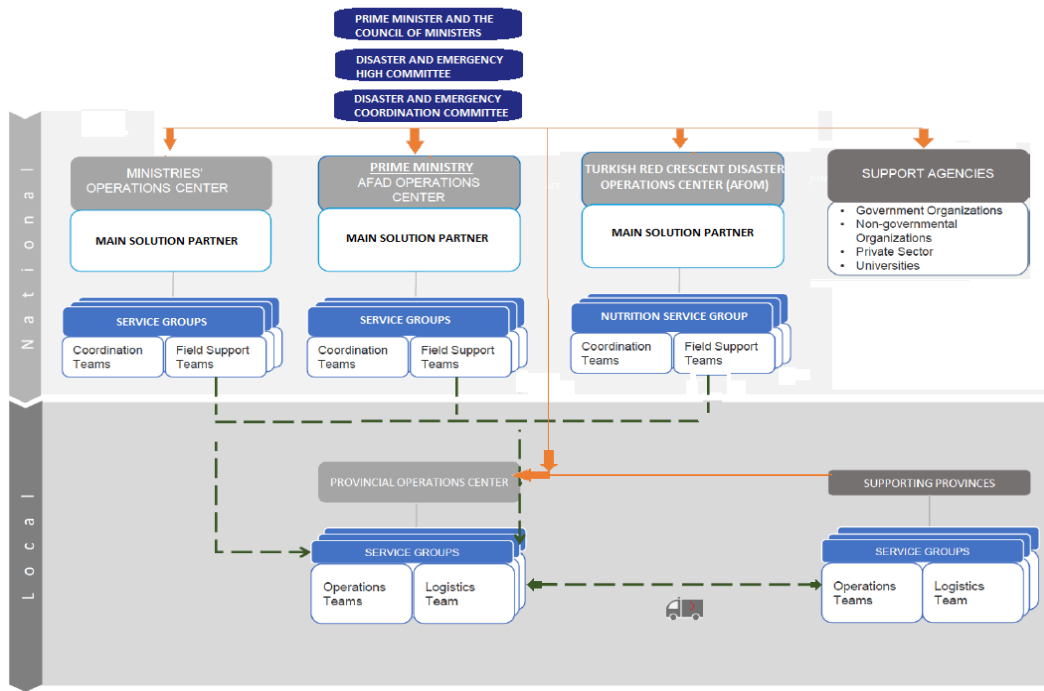 PRIME MINISTER AND THE
COUNCIL OF MINISTERS
DISASTER AND EMERGENCY
HIGH COMMITTEE
DISASTER AND EMERGENCY
COORDINATION COMMITTEE
National
MINISTRIES'
OPERATIONS CENTER
MAIN SOLUTION PARTNER
SERVICE GROUPS
Coordination
Teams
Field Support
Teams
PRIME MINISTRY
AFAD OPERATIONS
CENTER
MAIN SOLUTION PARTNER
SERVICE GROUPS
Coordination
Teams
Field Support
Teams
TURKISH RED CRESCENT DISASTER
OPERATIONS CENTER (AFOM)
MAIN SOLUTION PARTNER
NUTRITION SERVICE GROUP
Coordination
Teams
Field Support
Teams
SUPPORT AGENCIES
• Government Organizations
• Non-governmental
Organizations
• Private Sector
• Universities
Local
PROVINCIAL OPERATIONS CENTER
SERVICE GROUPS
Operations
Teams
Logistics
Team
SUPPORTING PROVINCES
SERVICE GROUPS
Operations
Teams
Logistics
Team